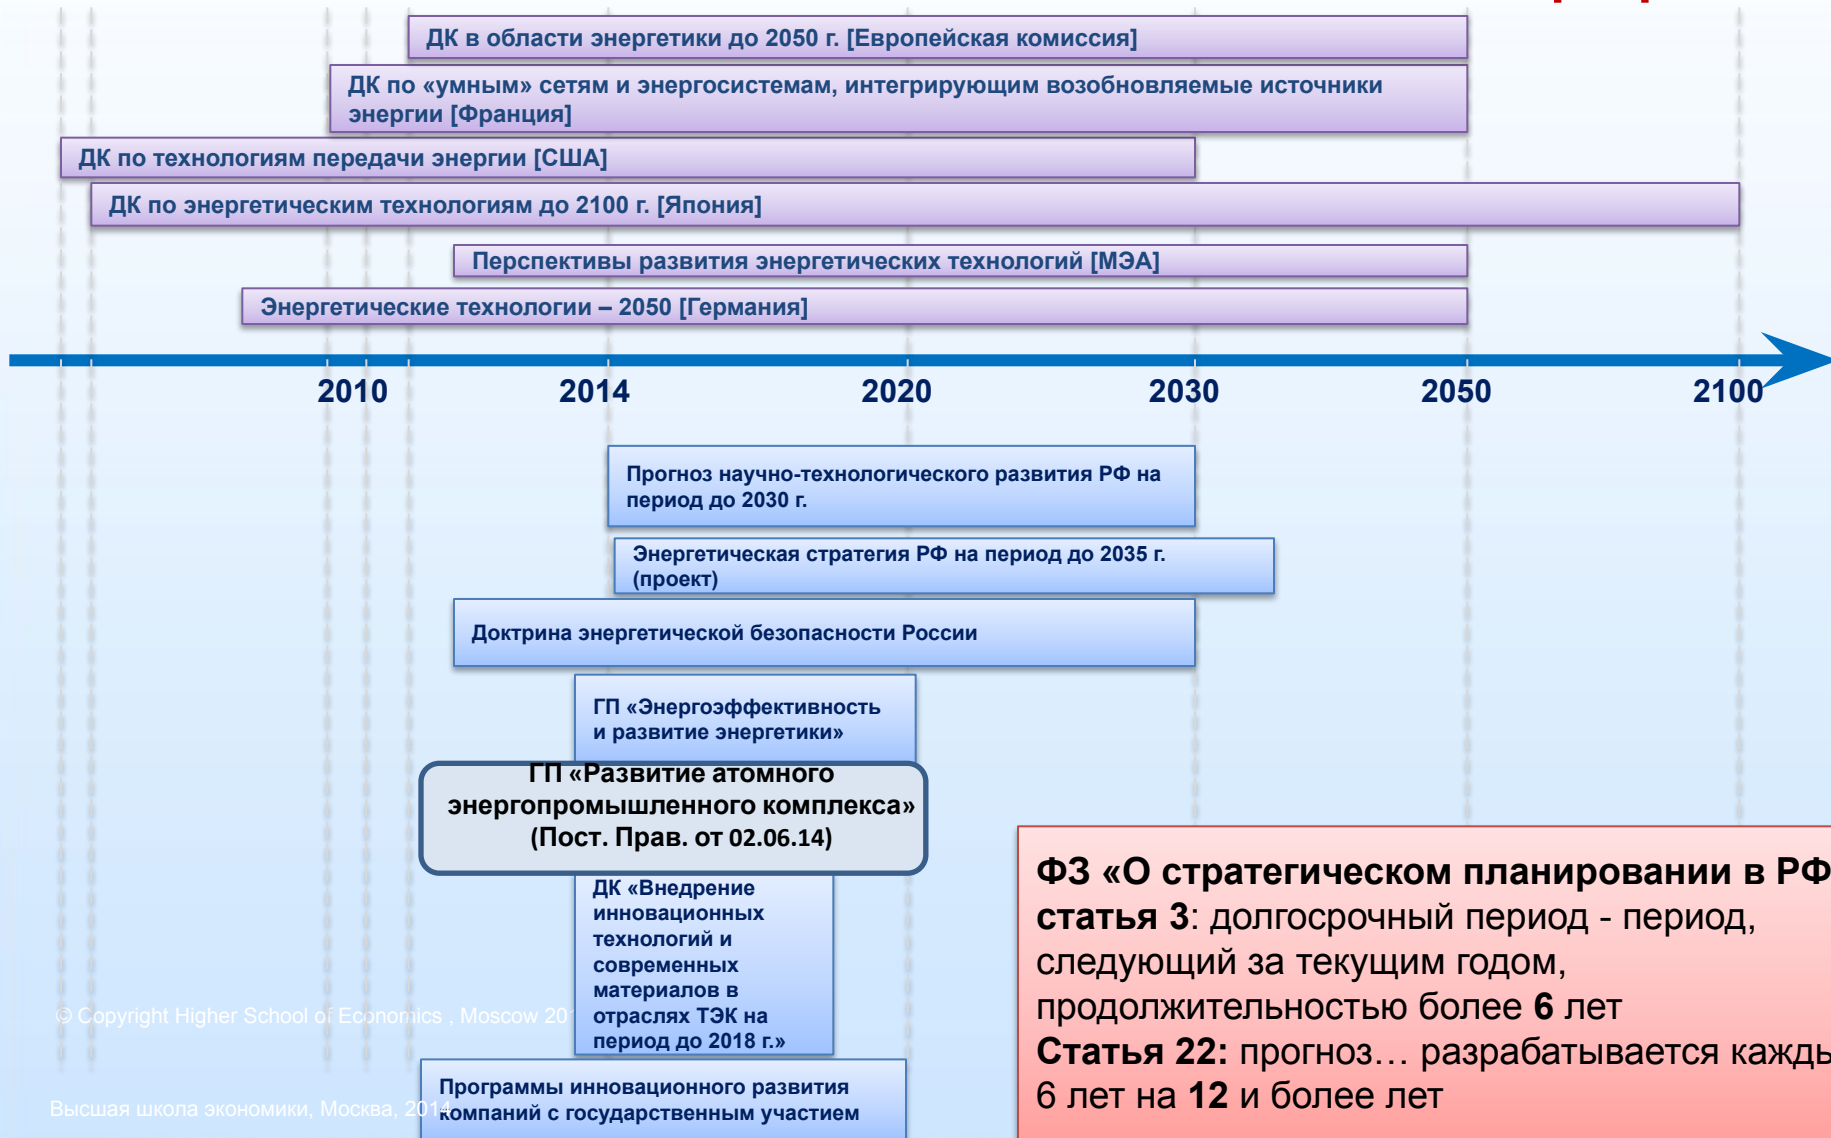 ДК в области энергетики до 2050 г. [Европейская комиссия]
ДК по «умным» сетям и энергосистемам, интегрирующим возобновляемые источники
энергии [Франция]
ДК по технологиям передачи энергии [США]
ДК по энергетическим технологиям до 2100 г. [Япония]
Перспективы развития энергетических технологий [МЭА]
Энергетические технологии – 2050 [Германия]
2010 2014 2020 2030 2050 2100
Прогноз научно-технологического развития РФ на
период до 2030 г.
Энергетическая стратегия РФ на период до 2035 г.
(проект)
Доктрина энергетической безопасности России
ГП «Энергоэффективность
и развитие энергетики»
ГП «Развитие атомного
энергопромышленного комплекса»
(Пост. Прав. от 02.06.14)
ДК «Внедрение
инновационных
технологий и
современных
материалов в
отраслях ТЭК на
период до 2018 г.»
Программы инновационного развития
компаний с государственным участием
ФЗ «О стратегическом планировании в РФ
статья 3: долгосрочный период - период,
следующий за текущим годом,
продолжительностью более 6 лет
Статья 22: прогноз… разрабатывается кажды
6 лет на 12 и более лет
© Copyright Higher School of Economics , Moscow 20
Высшая школа экономики, Москва, 2014